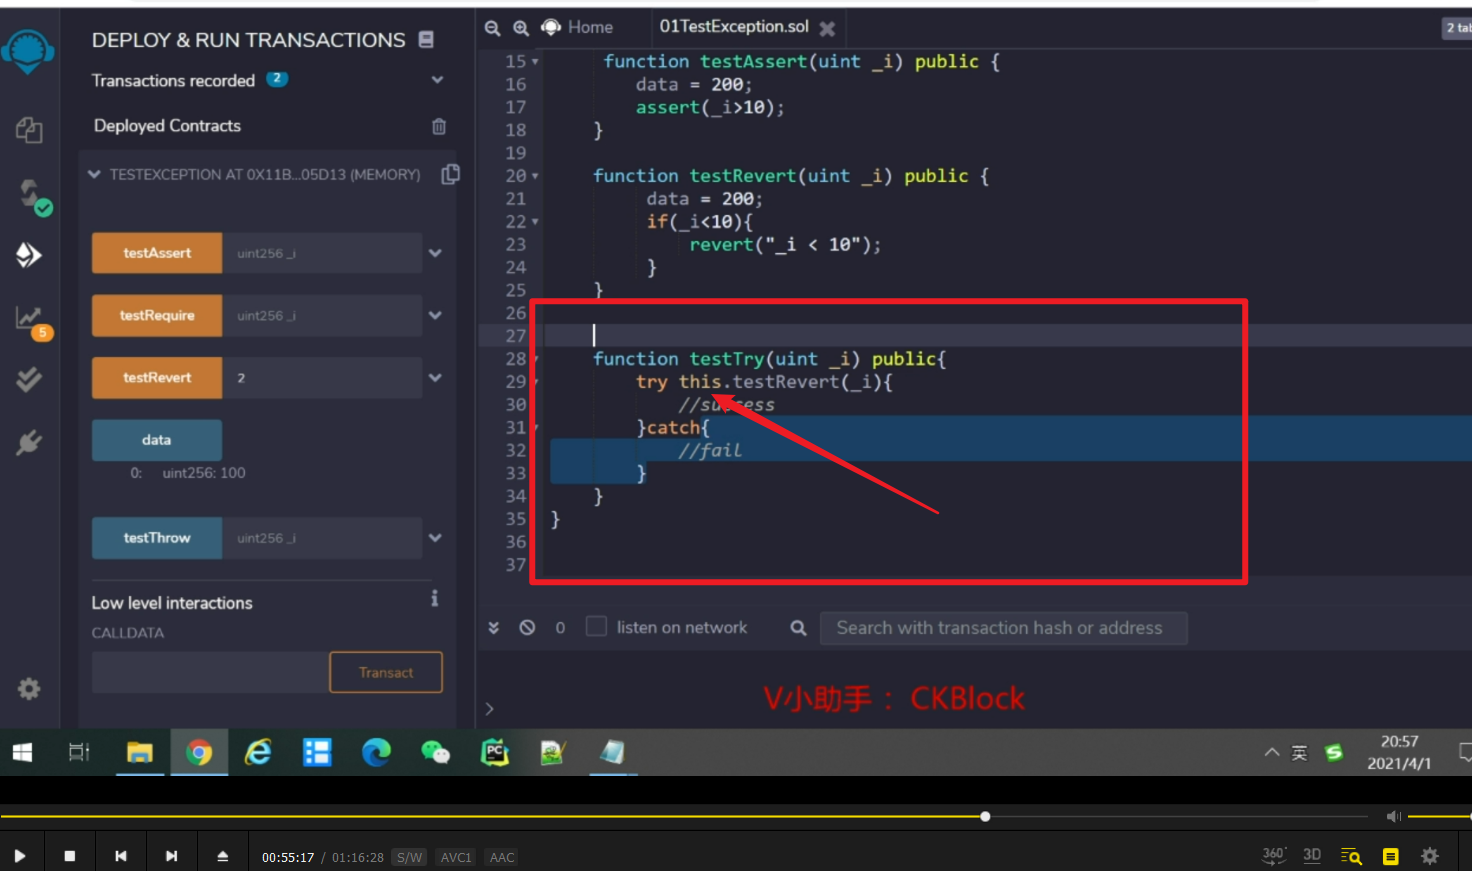 DEPLOY & RUN TRANSACTIONS
Transactions recorded 2
Deployed Contracts
TESTEXCEPTION AT 0X11B...05D13 (MEMORY)
testAssert uint256 _i
testRequire uint256 _i
testRevert 2
data
0: uint256: 100
testThrow uint256 _i
Low level interactions
i
CALLDATA
Transact
5
Home
01TestException.sol
2 tab
15 function testAssert(uint _i) public {
16 data = 200;
17 assert(_i>10);
18 }
19
20 function testRevert(uint _i) public {
21 data = 200;
22 if(_i<10){
23 revert("_i < 10");
24 }
25 }
26
27
28 function testTry(uint _i) public{
29 try this.testRevert(_i){
30 //success
31 }catch{
32 //fail
33 }
34 }
35 }
36
37
0 listen on network Search with transaction hash or address
>
V小助手： CKBlock
PC
英
S
20:57
2021/4/1
00:55:17 / 01:16:28 S/W AVC1 AAC
360° 3D